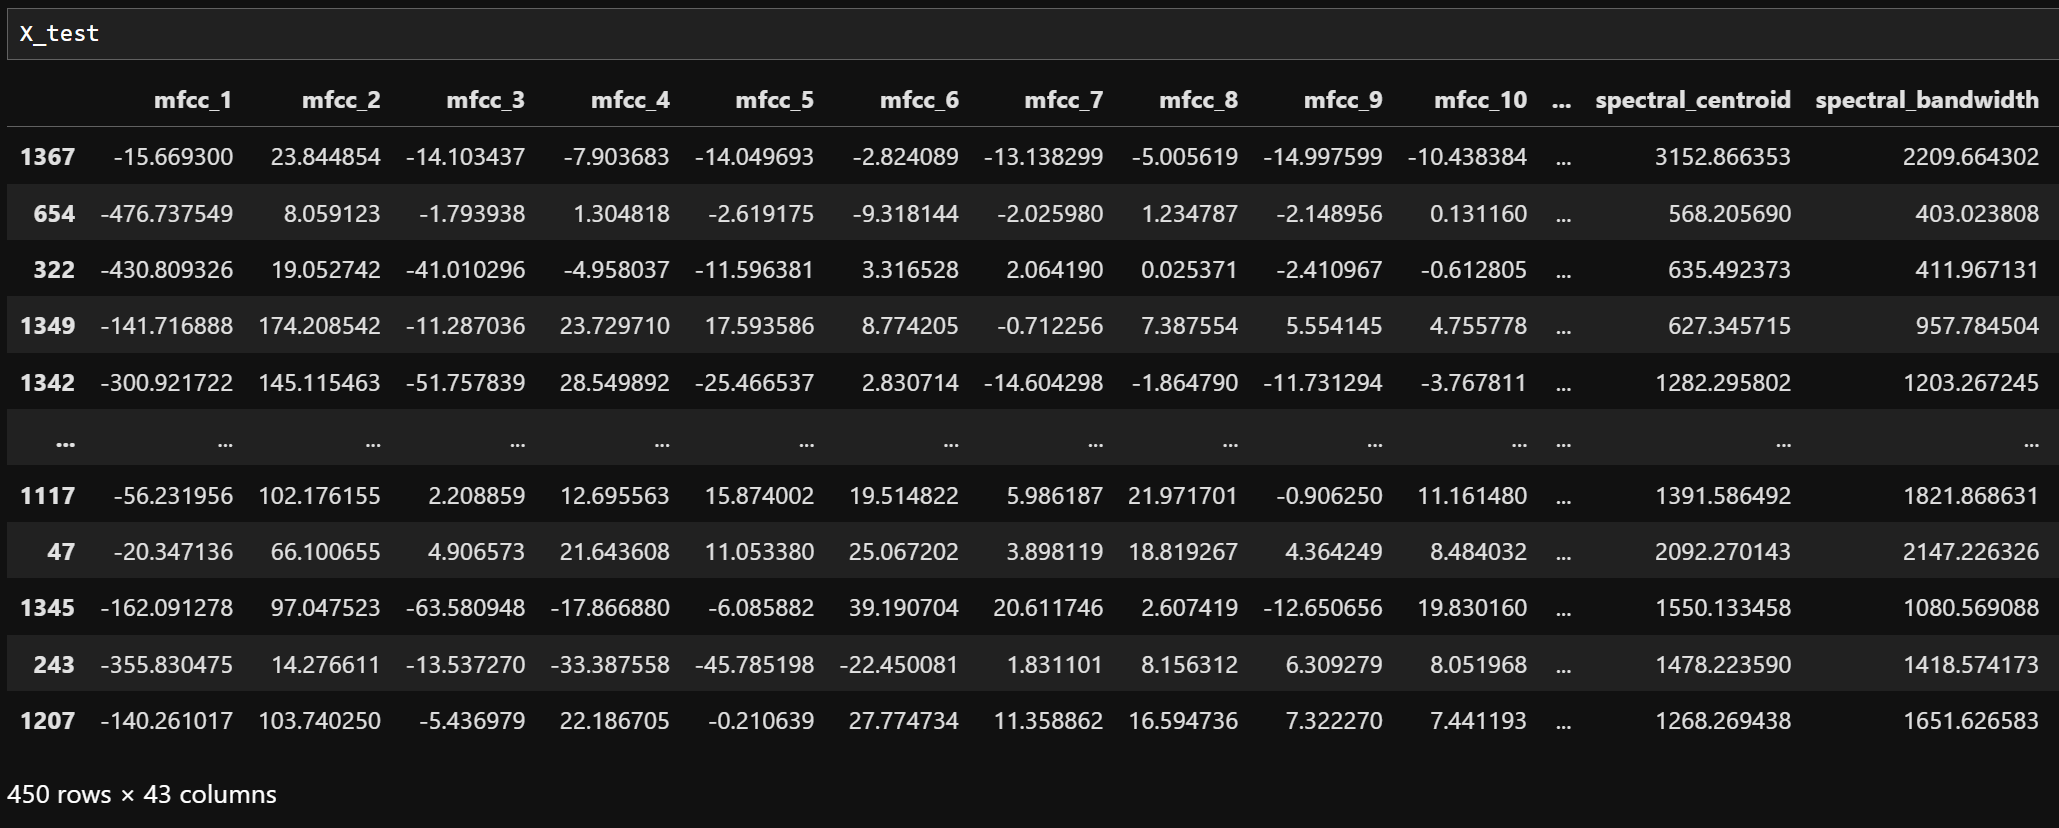 X_test
mfcc_1 mfcc_2 mfcc_3 mfcc_4 mfcc_5 mfcc_6 mfcc_7 mfcc_8 mfcc_9 mfcc_10 ... spectral_centroid spectral_bandwidth
1367 -15.669300 23.844854 -14.103437 -7.903683 -14.049693 -2.824089 -13.138299 -5.005619 -14.997599 -10.438384 ... 3152.866353 2209.664302
654 -476.737549 8.059123 -1.793938 1.304818 -2.619175 -9.318144 -2.025980 1.234787 -2.148956 0.131160 ... 568.205690 403.023808
322 -430.809326 19.052742 -41.010296 -4.958037 -11.596381 3.316528 2.064190 0.025371 -2.410967 -0.612805 ... 635.492373 411.967131
1349 -141.716888 174.208542 -11.287036 23.729710 17.593586 8.774205 -0.712256 7.387554 5.554145 4.755778 ... 627.345715 957.784504
1342 -300.921722 145.115463 -51.757839 28.549892 -25.466537 2.830714 -14.604298 -1.864790 -11.731294 -3.767811 ... 1282.295802 1203.267245
... ... ... ... ... ... ... ... ... ... ... ... ... ...
1117 -56.231956 102.176155 2.208859 12.695563 15.874002 19.514822 5.986187 21.971701 -0.906250 11.161480 ... 1391.586492 1821.868631
47 -20.347136 66.100655 4.906573 21.643608 11.053380 25.067202 3.898119 18.819267 4.364249 8.484032 ... 2092.270143 2147.226326
1345 -162.091278 97.047523 -63.580948 -17.866880 -6.085882 39.190704 20.611746 2.607419 -12.650656 19.830160 ... 1550.133458 1080.569088
243 -355.830475 14.276611 -13.537270 -33.387558 -45.785198 -22.450081 1.831101 8.156312 6.309279 8.051968 ... 1478.223590 1418.574173
1207 -140.261017 103.740250 -5.436979 22.186705 -0.210639 27.774734 11.358862 16.594736 7.322270 7.441193 ... 1268.269438 1651.626583
450 rows × 43 columns